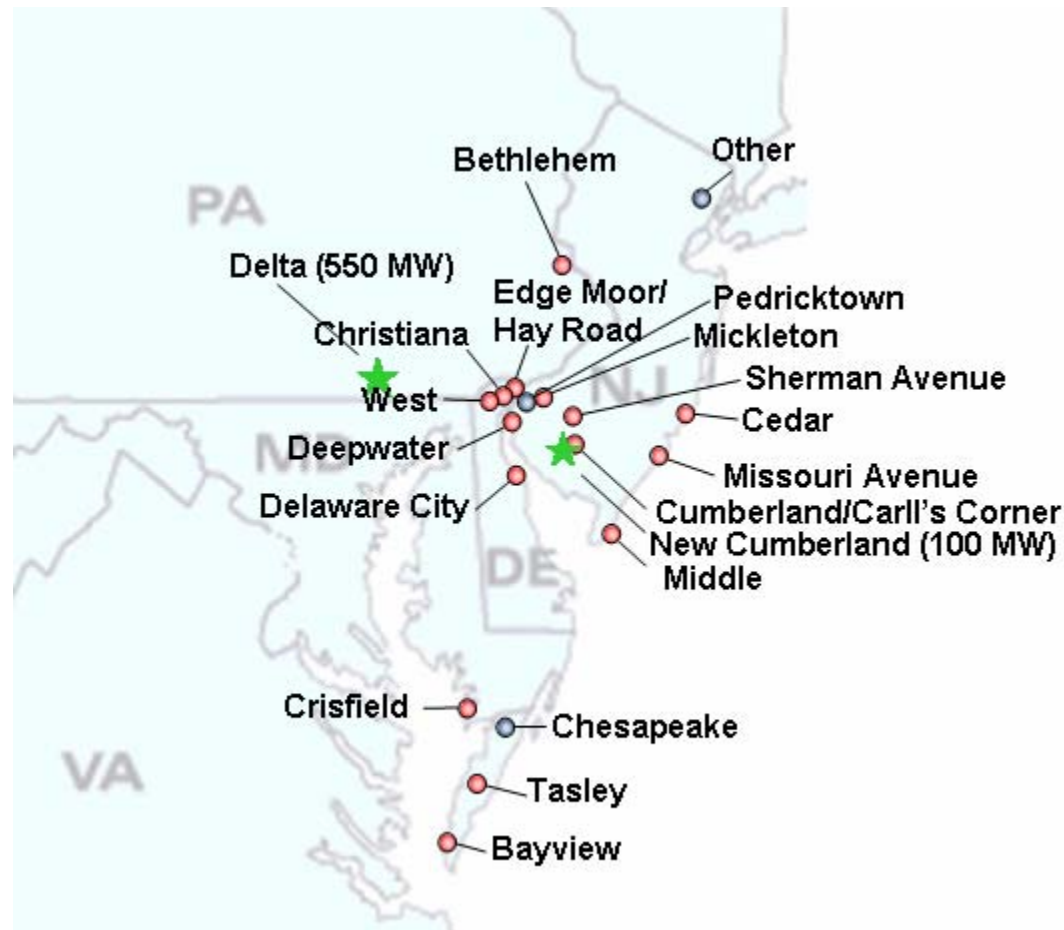 Other
Bethlehem
PA
Delta (550 MW)
Edge Moor/
Hay Road
Pedricktown
Christiana
Mickleton
NJ
Sherman Avenue
West
Cedar
Deepwater
MD
Missouri Avenue
Delaware City
Cumberland/Carll's Corner
New Cumberland (100 MW)
DE
Middle
Crisfield
Chesapeake
VA
Tasley
Bayview